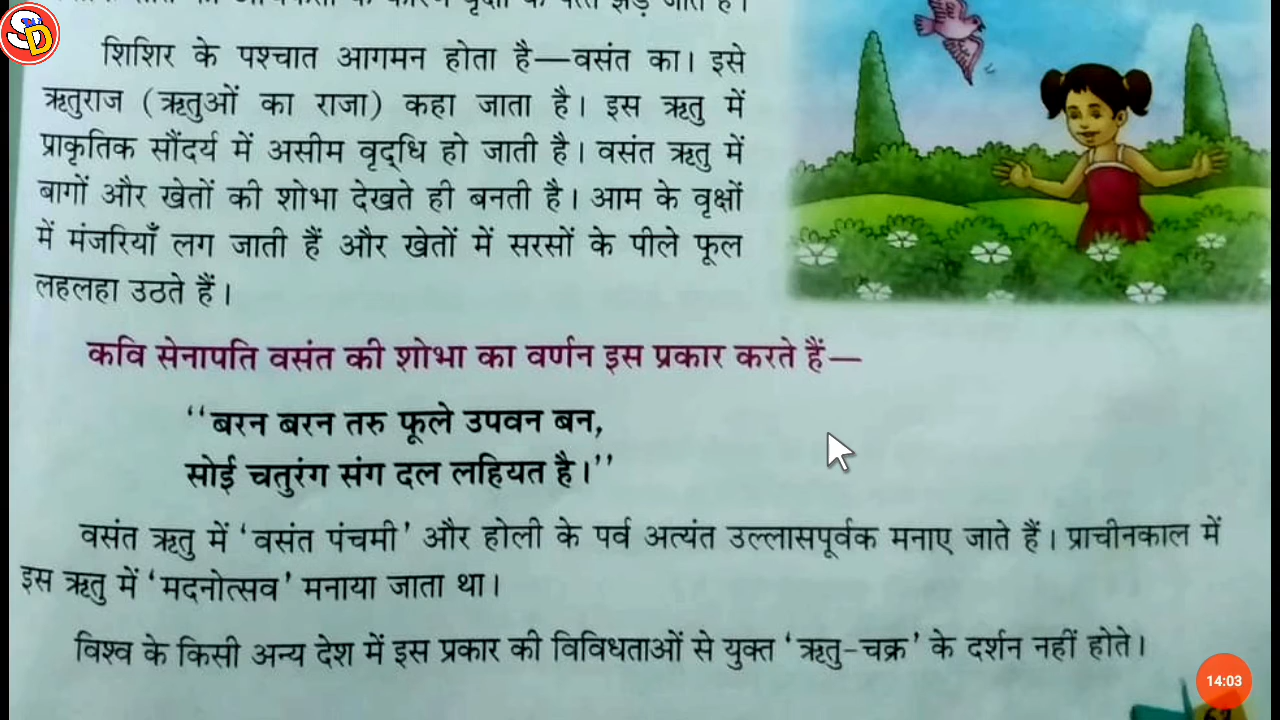 SD
शिशिर के पश्चात आगमन होता है—वसंत का। इसे
ऋतुराज (ऋतुओं का राजा) कहा जाता है। इस ऋतु में
प्राकृतिक सौंदर्य में असीम वृद्धि हो जाती है। वसंत ऋतु में
बागों और खेतों की शोभा देखते ही बनती है। आम के वृक्षों
में मंजरियाँ लग जाती हैं और खेतों में सरसों के पीले फूल
लहलहा उठते हैं।
कवि सेनापति वसंत की शोभा का वर्णन इस प्रकार करते हैं—
“बरन बरन तरु फूले उपवन बन,
सोई चतुरंग संग दल लहियत है।”
वसंत ऋतु में ‘वसंत पंचमी’ और होली के पर्व अत्यंत उल्लासपूर्वक मनाए जाते हैं। प्राचीनकाल में
इस ऋतु में ‘मदनोत्सव’ मनाया जाता था।
विश्व के किसी अन्य देश में इस प्रकार की विविधताओं से युक्त ‘ऋतु-चक्र’ के दर्शन नहीं होते।
14:03